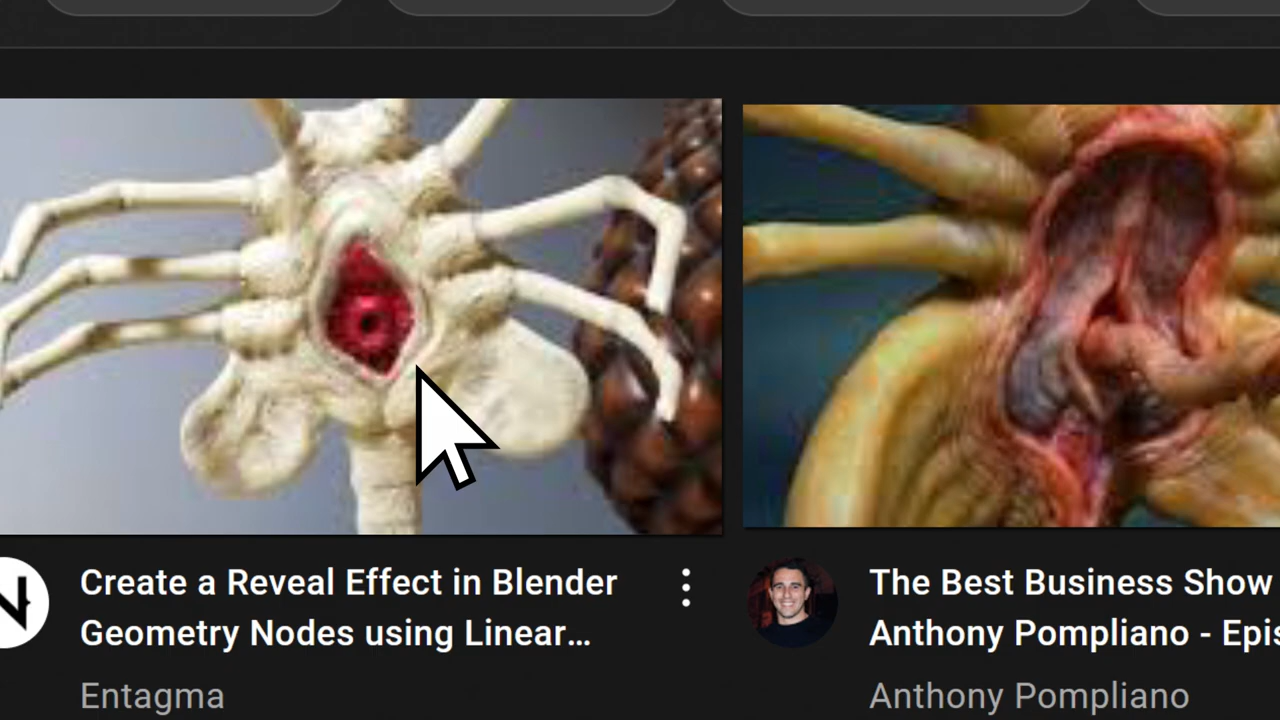 Create a Reveal Effect in Blender
Geometry Nodes using Linear...
Entagma
The Best Business Show
Anthony Pompliano - Epis
Anthony Pompliano